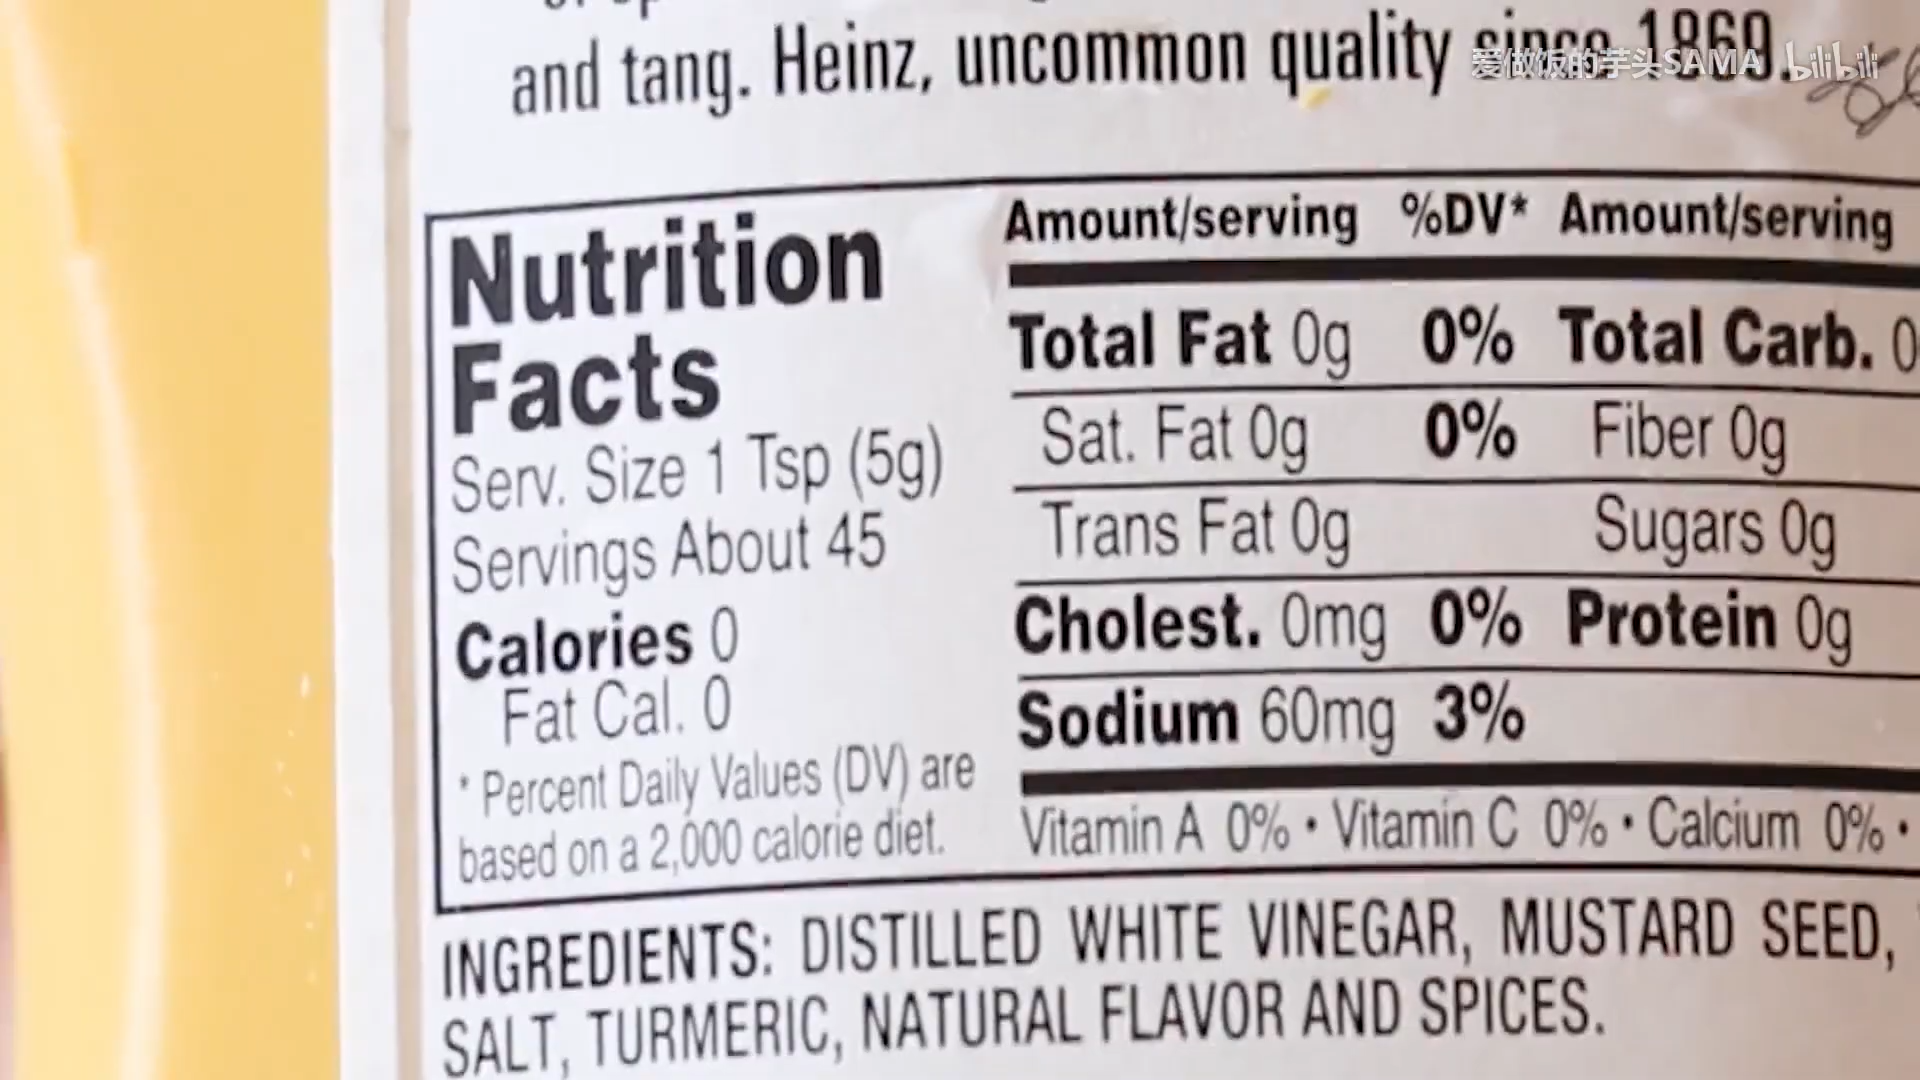 and tang. Heinz, uncommon quality since 1869.
爱做饭的芋头SAMA bilibili
Nutrition
Facts
Serv. Size 1 Tsp (5g)
Servings About 45
Calories 0
Fat Cal. 0
* Percent Daily Values (DV) are
based on a 2,000 calorie diet.
Amount/serving %DV* Amount/serving
Total Fat 0g 0% Total Carb. 0
Sat. Fat 0g 0% Fiber 0g
Trans Fat 0g Sugars 0g
Cholest. 0mg 0% Protein 0g
Sodium 60mg 3%
Vitamin A 0% • Vitamin C 0% • Calcium 0% •
INGREDIENTS: DISTILLED WHITE VINEGAR, MUSTARD SEED,
SALT, TURMERIC, NATURAL FLAVOR AND SPICES.